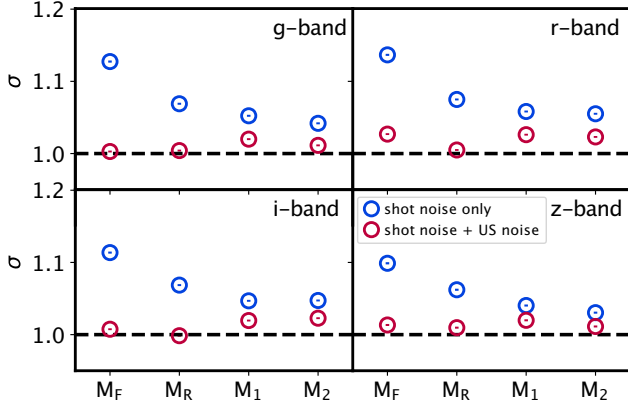 g-band
r-band
1.2
1.1
1.0
σ
i-band
z-band
shot noise only
shot noise + US noise
1.2
1.1
1.0
σ
M_F M_R M_1 M_2
M_F M_R M_1 M_2